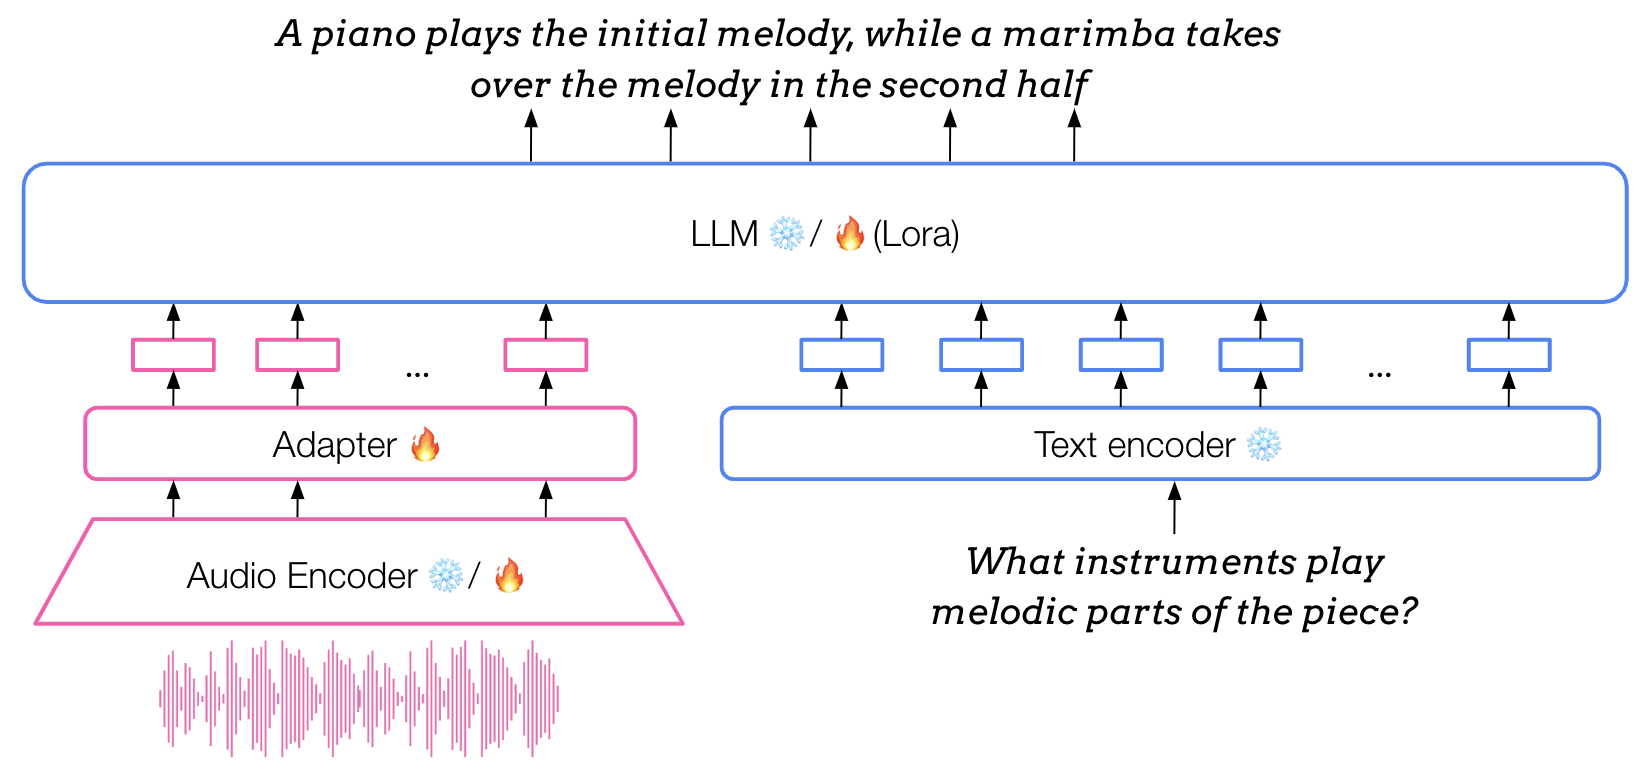 A piano plays the initial melody, while a marimba takes
over the melody in the second half
LLM ❄️/ 🔥 (Lora)
...
...
Adapter 🔥
Text encoder ❄️
Audio Encoder ❄️/ 🔥
What instruments play
melodic parts of the piece?